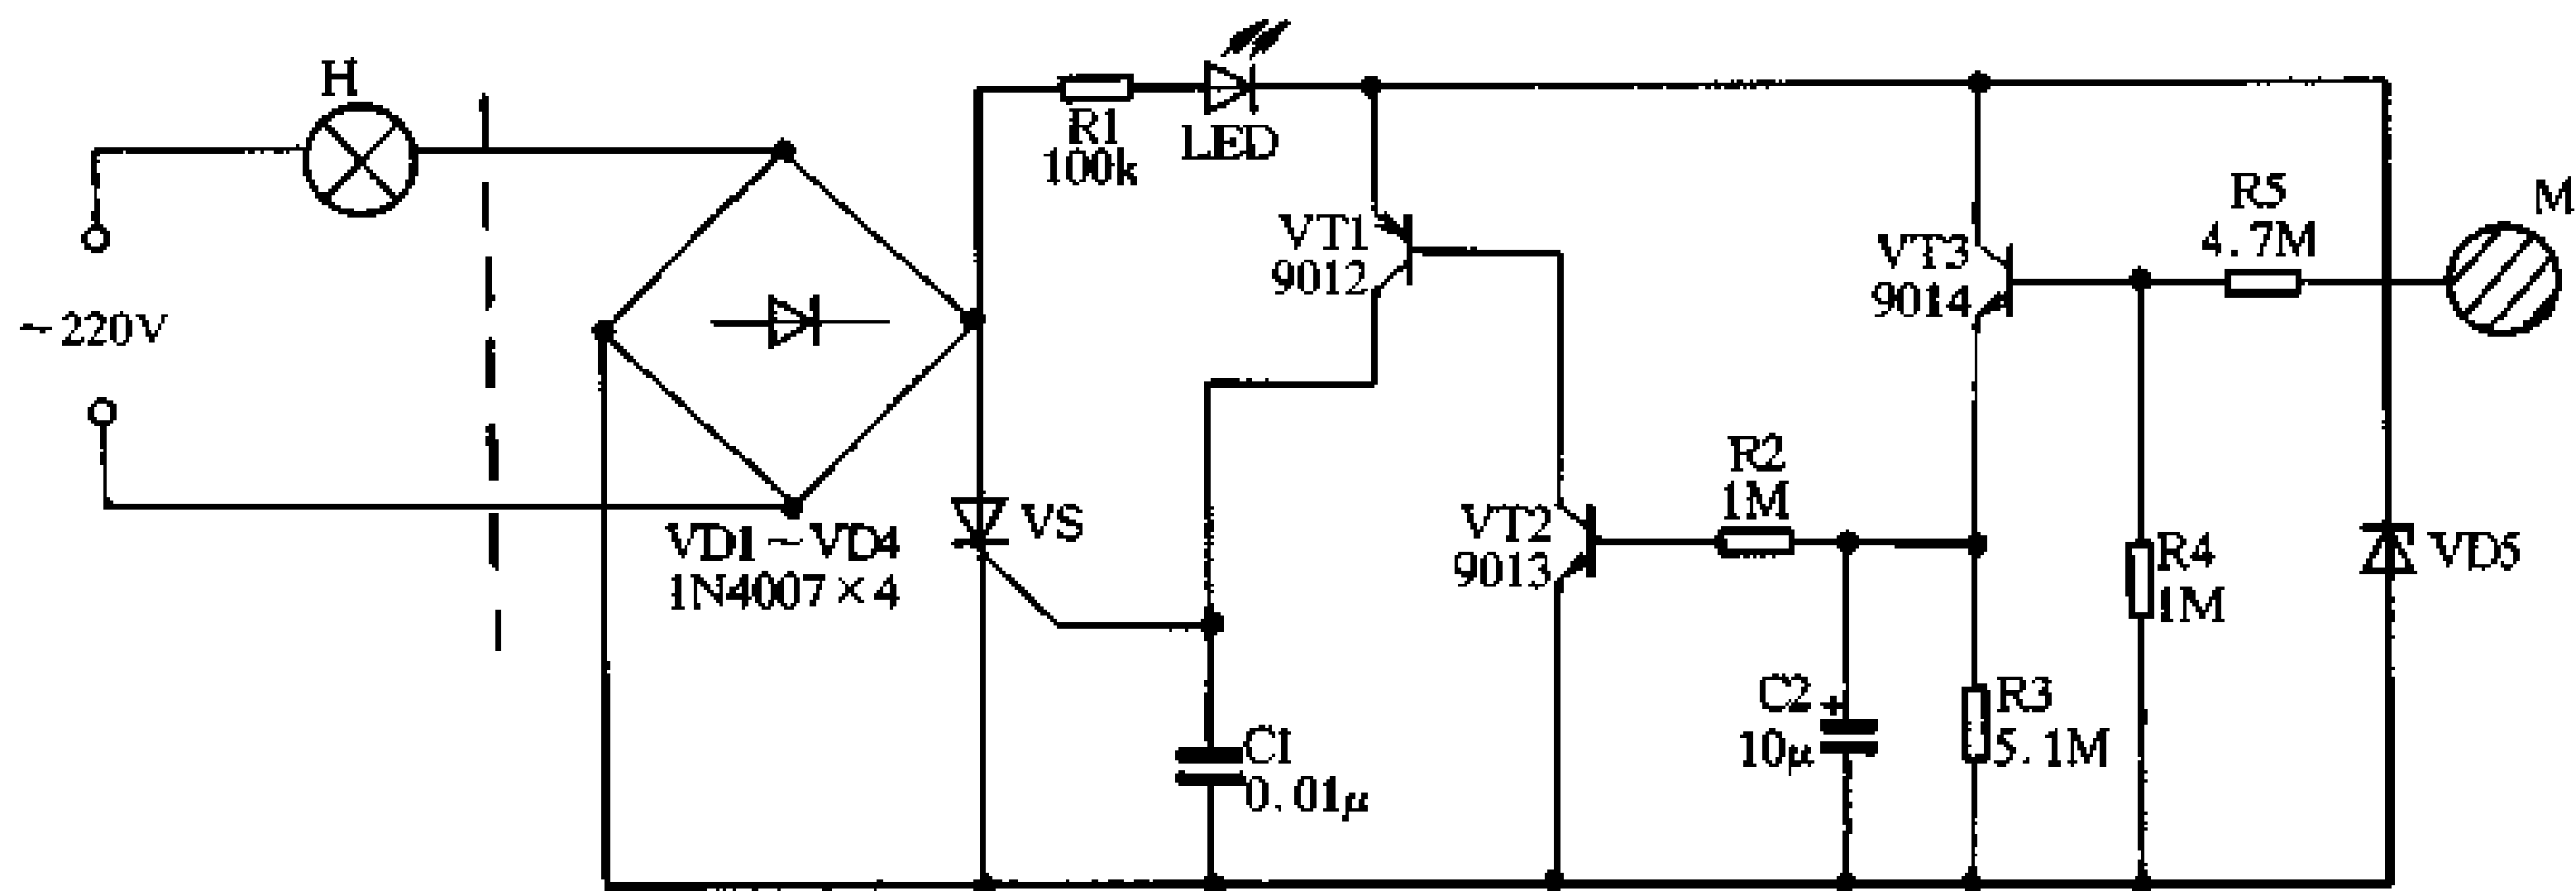 H
~220V
VD1~VD4
1N4007×4
VS
R1
100k
LED
VT1
9012
C1
0.01μ
VT2
9013
R2
1M
C2
+
10μ
VT3
9014
R3
5.1M
R4
1M
R5
4.7M
VD5
M